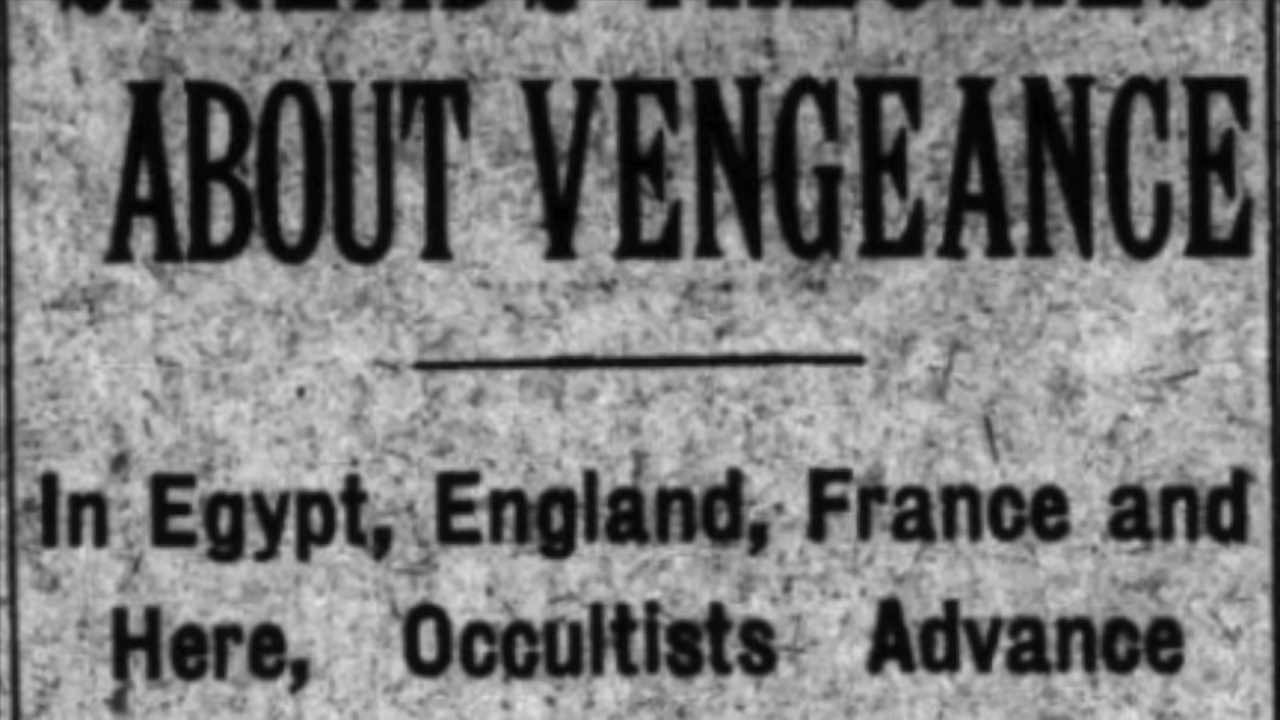 ABOUT VENGEANCE
In Egypt, England, France and
Here, Occultists Advance